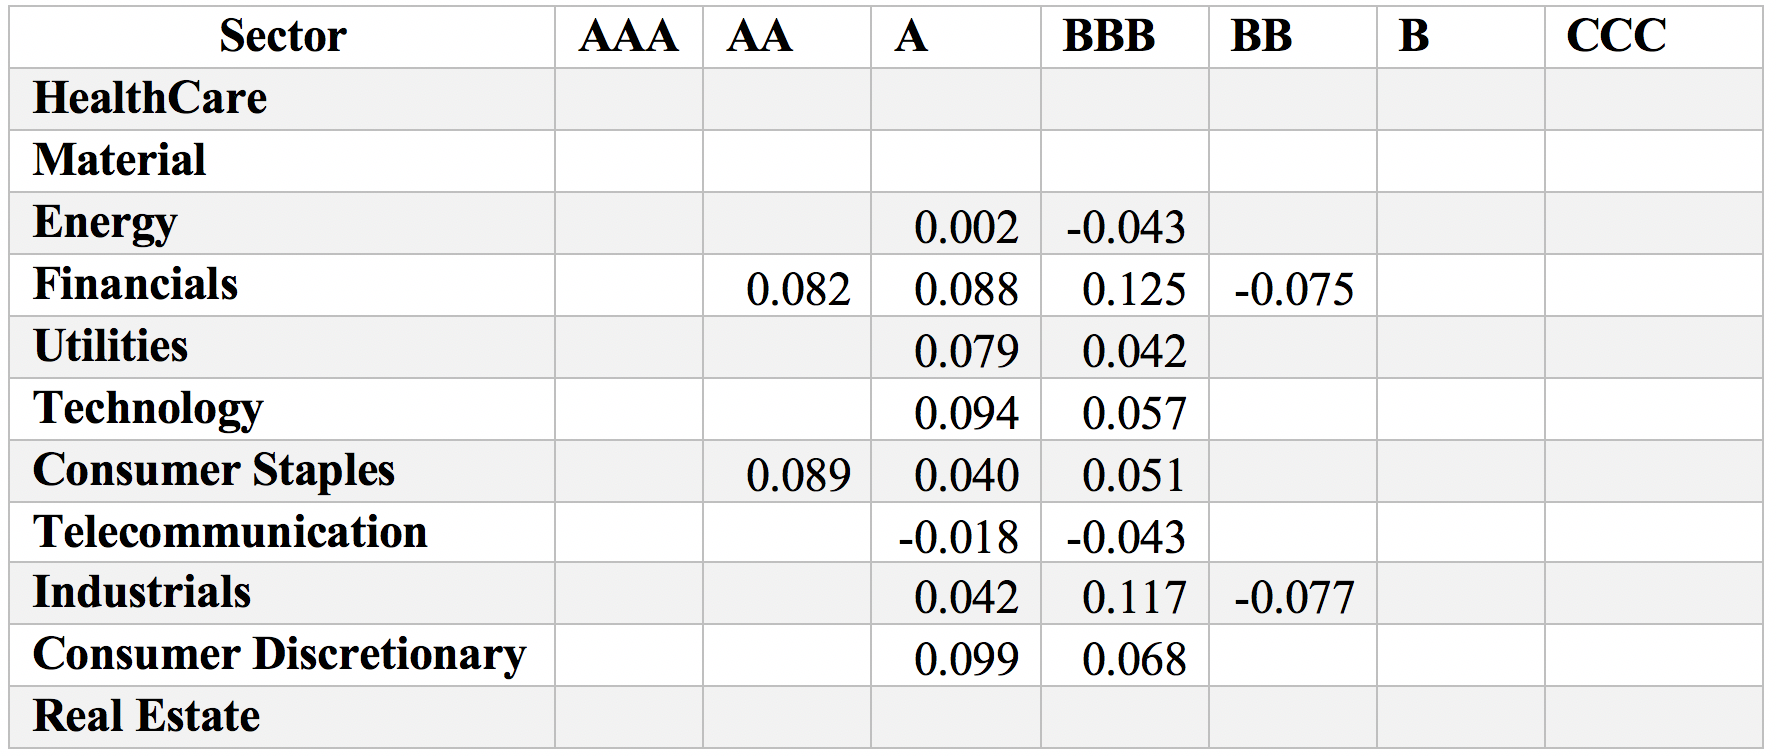 Sector AAA AA A BBB BB B CCC
HealthCare
Material
Energy 0.002 -0.043
Financials 0.082 0.088 0.125 -0.075
Utilities 0.079 0.042
Technology 0.094 0.057
Consumer Staples 0.089 0.040 0.051
Telecommunication -0.018 -0.043
Industrials 0.042 0.117 -0.077
Consumer Discretionary 0.099 0.068
Real Estate